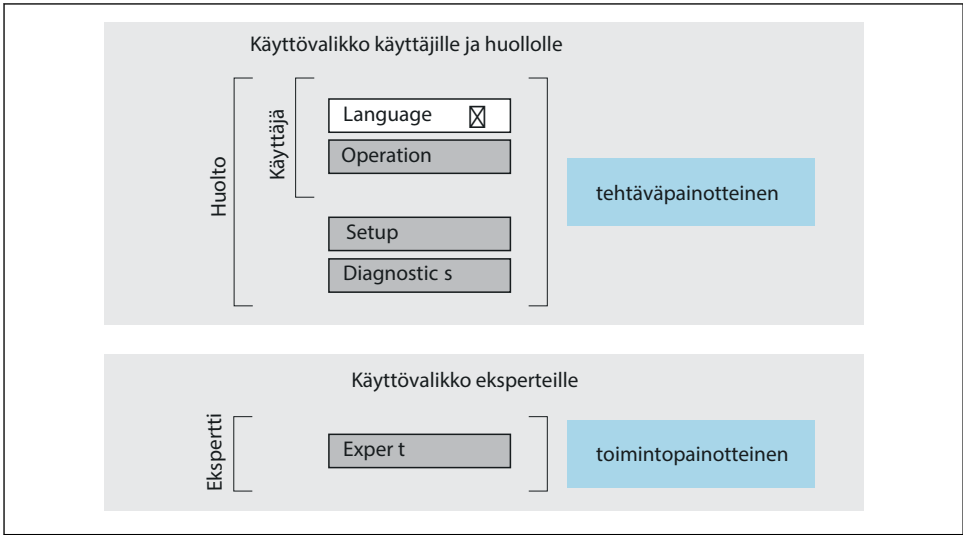 Käyttövalikko käyttäjille ja huollolle
Huolto
Käyttäjä
Language
Operation
Setup
Diagnostic s
tehtäväpainotteinen
Käyttövalikko eksperteille
Ekspertti
Exper t
toimintopainotteinen